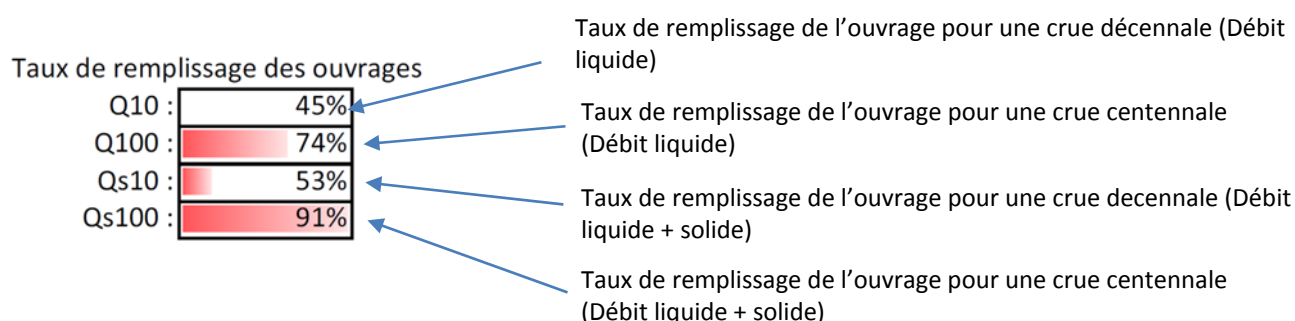 Taux de remplissage des ouvrages
Q10 : 45%
Q100 : 74%
Qs10 : 53%
Qs100 : 91%
Taux de remplissage de l’ouvrage pour une crue décennale (Débit
liquide)
Taux de remplissage de l’ouvrage pour une crue centennale
(Débit liquide)
Taux de remplissage de l’ouvrage pour une crue decennale (Débit
liquide + solide)
Taux de remplissage de l’ouvrage pour une crue centennale
(Débit liquide + solide)